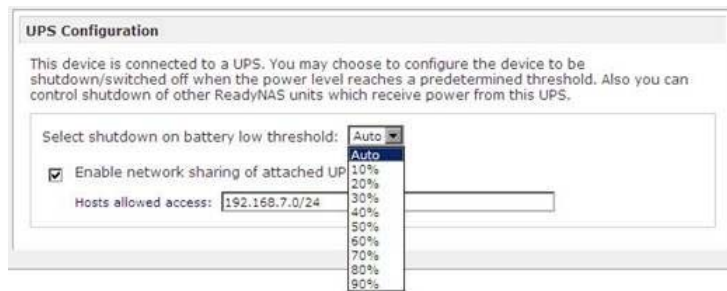 UPS Configuration
This device is connected to a UPS. You may choose to configure the device to be
shutdown/switched off when the power level reaches a predetermined threshold. Also you can
control shutdown of other ReadyNAS units which receive power from this UPS.
Select shutdown on battery low threshold: Auto
Auto
10%
20%
30%
40%
50%
60%
70%
80%
90%
Enable network sharing of attached UP
Hosts allowed access: 192.168.7.0/24